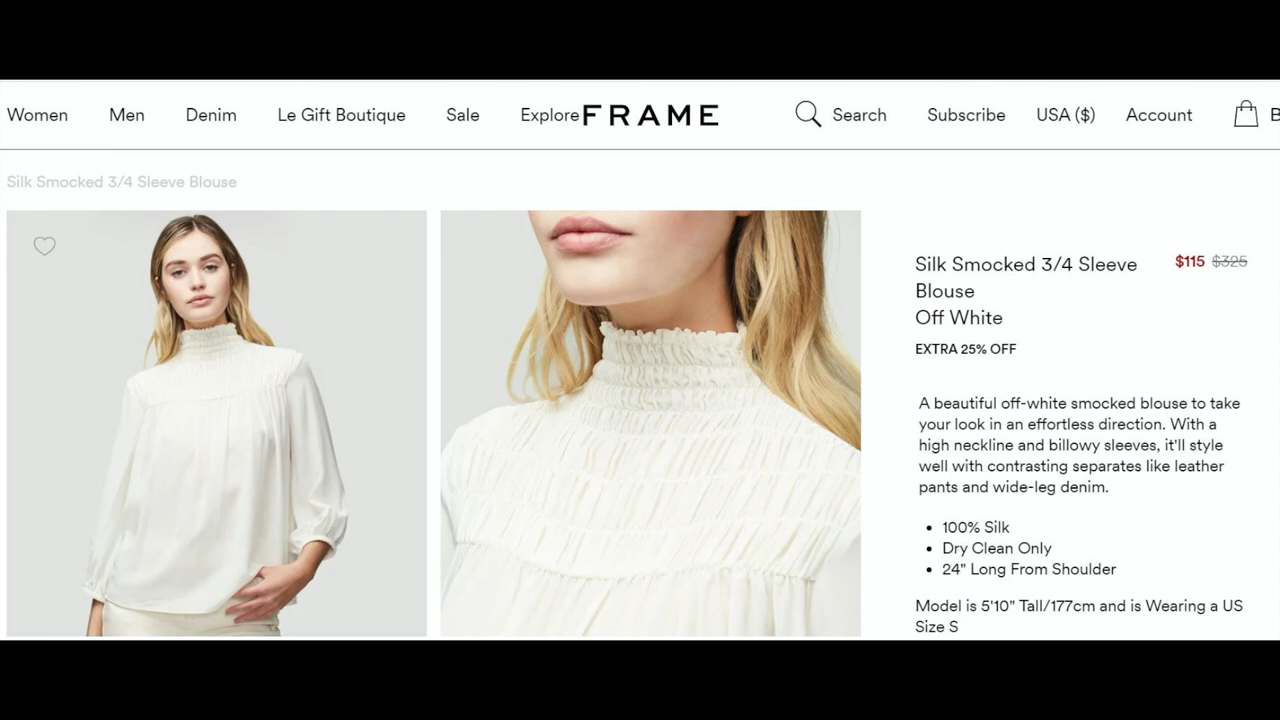 Women Men Denim Le Gift Boutique Sale Explore FRAME Search Subscribe USA ($) Account B
Silk Smocked 3/4 Sleeve Blouse
Silk Smocked 3/4 Sleeve $115 $325
Blouse
Off White
EXTRA 25% OFF
A beautiful off-white smocked blouse to take
your look in an effortless direction. With a
high neckline and billowy sleeves, it'll style
well with contrasting separates like leather
pants and wide-leg denim.
• 100% Silk
• Dry Clean Only
• 24" Long From Shoulder
Model is 5'10" Tall/177cm and is Wearing a US
Size S